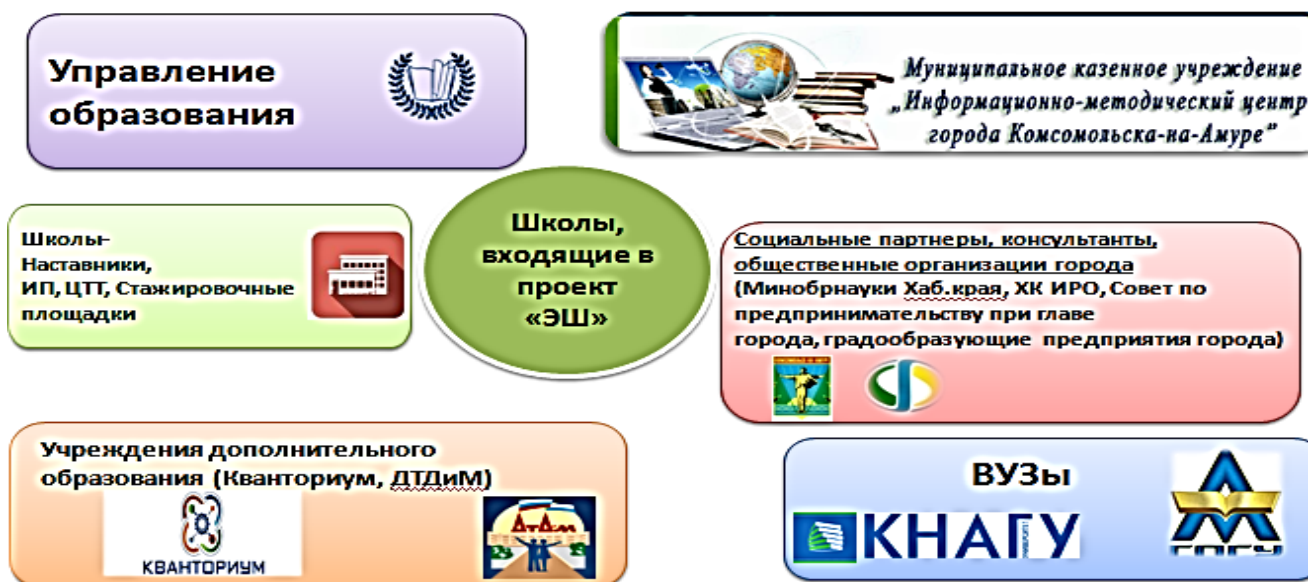 Управление
образования
Муниципальное казенное учреждение
„Информационно-методический центр
города Комсомольска-на-Амуре”
Школы-
Наставники,
ИП, ЦТТ, Стажировочные
площадки
Школы,
входящие в
проект
«ЭШ»
Социальные партнеры, консультанты,
общественные организации города
(Минобрнауки Хаб.края, ХК ИРО, Совет по
предпринимательству при главе
города, градообразующие предприятия города)
Учреждения дополнительного
образования (Кванториум, ДТДиМ)
КВАНТОРИУМ
ДТДМ
ВУЗы
КНАГУ